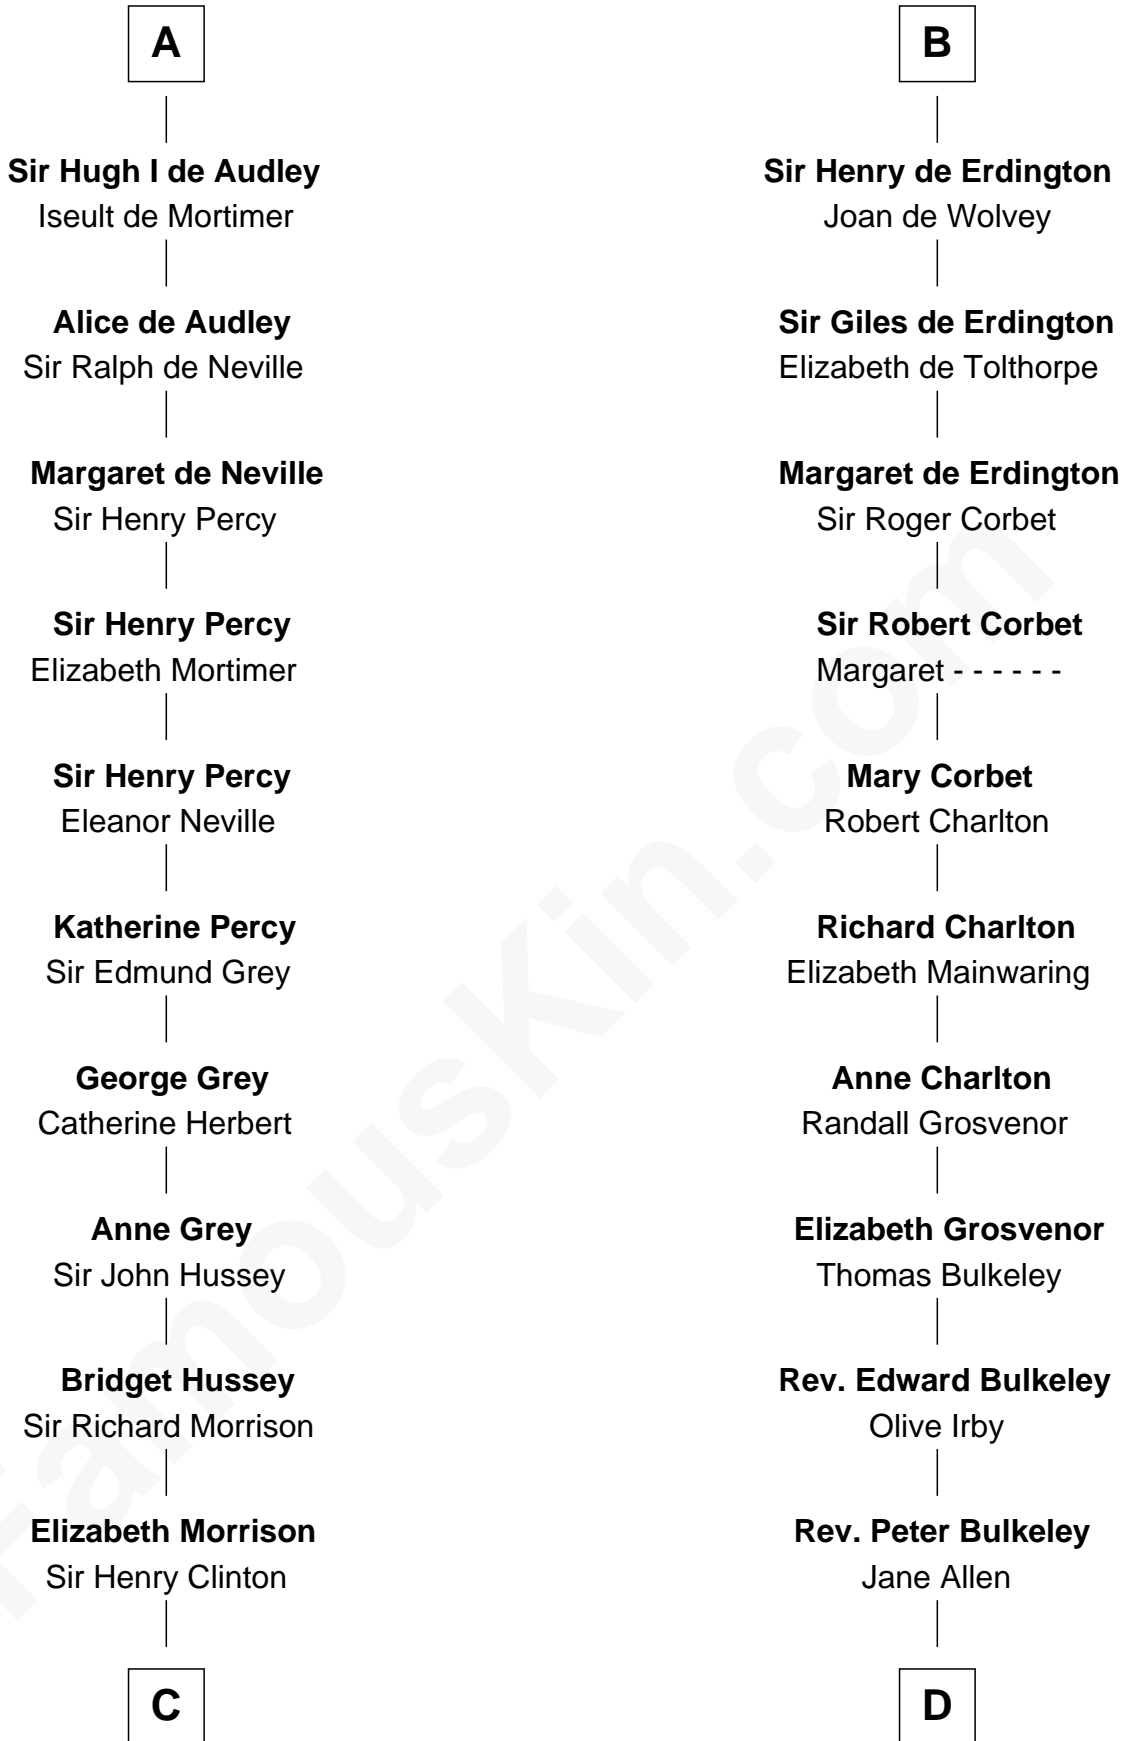 A
Sir Hugh I de Audley
Iseult de Mortimer
Alice de Audley
Sir Ralph de Neville
Margaret de Neville
Sir Henry Percy
Sir Henry Percy
Elizabeth Mortimer
Sir Henry Percy
Eleanor Neville
Katherine Percy
Sir Edmund Grey
George Grey
Catherine Herbert
Anne Grey
Sir John Hussey
Bridget Hussey
Sir Richard Morrison
Elizabeth Morrison
Sir Henry Clinton
C
B
Sir Henry de Erdington
Joan de Wolvey
Sir Giles de Erdington
Elizabeth de Tolthorpe
Margaret de Erdington
Sir Roger Corbet
Sir Robert Corbet
Margaret - - - - - -
Mary Corbet
Robert Charlton
Richard Charlton
Elizabeth Mainwaring
Anne Charlton
Randall Grosvenor
Elizabeth Grosvenor
Thomas Bulkeley
Rev. Edward Bulkeley
Olive Irby
Rev. Peter Bulkeley
Jane Allen
D
FamousKin.com